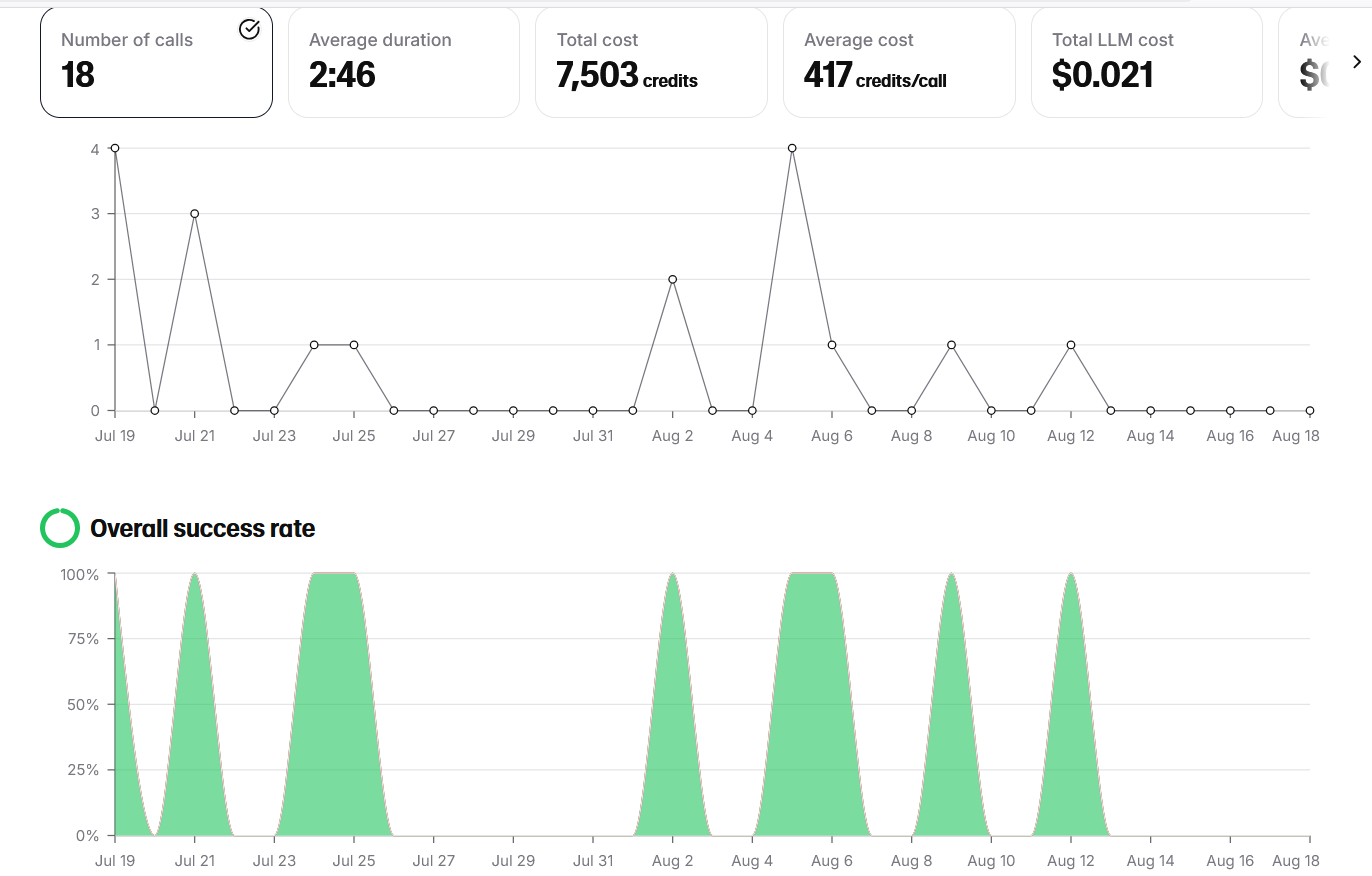 Number of calls
18
Average duration
2:46
Total cost
7,503 credits
Average cost
417 credits/call
Total LLM cost
$0.021
4
3
2
1
0
Jul 19 Jul 21 Jul 23 Jul 25 Jul 27 Jul 29 Jul 31 Aug 2 Aug 4 Aug 6 Aug 8 Aug 10 Aug 12 Aug 14 Aug 16 Aug 18
Overall success rate
100%
75%
50%
25%
0%
Jul 19 Jul 21 Jul 23 Jul 25 Jul 27 Jul 29 Jul 31 Aug 2 Aug 4 Aug 6 Aug 8 Aug 10 Aug 12 Aug 14 Aug 16 Aug 18